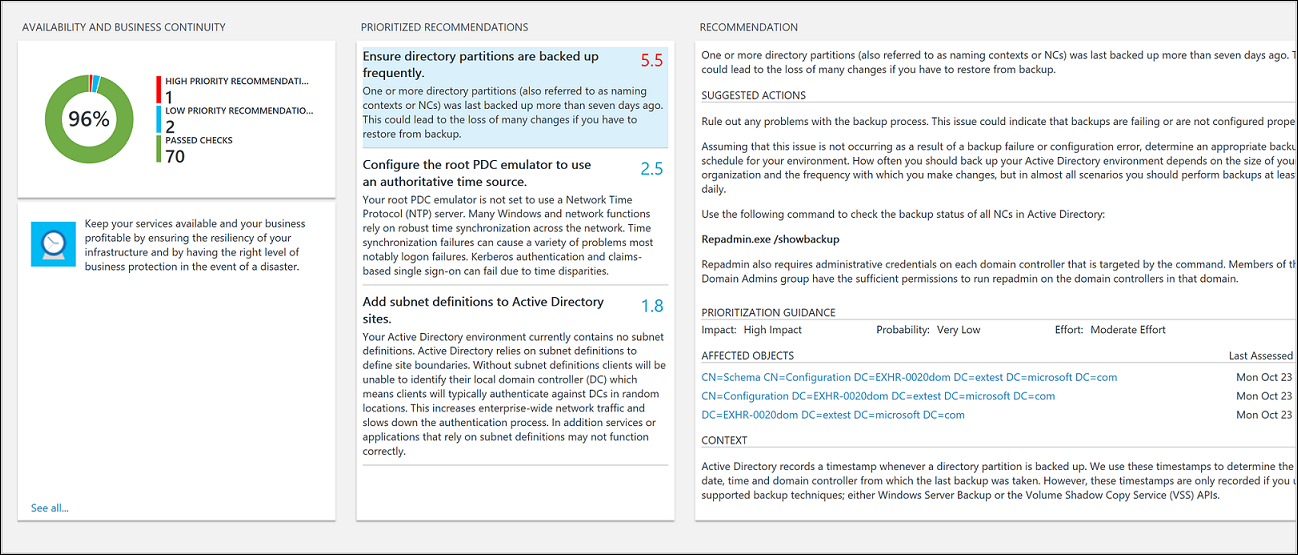 AVAILABILITY AND BUSINESS CONTINUITY
96%
HIGH PRIORITY RECOMMENDATI...
1
LOW PRIORITY RECOMMENDATIO...
2
PASSED CHECKS
70
Keep your services available and your business
profitable by ensuring the resiliency of your
infrastructure and by having the right level of
business protection in the event of a disaster.
See all...
PRIORITIZED RECOMMENDATIONS
Ensure directory partitions are backed up
frequently.
5.5
One or more directory partitions (also referred to as naming
contexts or NCs) was last backed up more than seven days ago.
This could lead to the loss of many changes if you have to
restore from backup.
Configure the root PDC emulator to use
an authoritative time source.
2.5
Your root PDC emulator is not set to use a Network Time
Protocol (NTP) server. Many Windows and network functions
rely on robust time synchronization across the network. Time
synchronization failures can cause a variety of problems most
notably logon failures. Kerberos authentication and claims-
based single sign-on can fail due to time disparities.
Add subnet definitions to Active Directory
sites.
1.8
Your Active Directory environment currently contains no subnet
definitions. Active Directory relies on subnet definitions to
define site boundaries. Without subnet definitions clients will be
unable to identify their local domain controller (DC) which
means clients will typically authenticate against DCs in random
locations. This increases enterprise-wide network traffic and
slows down the authentication process. In addition services or
applications that rely on subnet definitions may not function
correctly.
RECOMMENDATION
One or more directory partitions (also referred to as naming contexts or NCs) was last backed up more than seven days ago.
could lead to the loss of many changes if you have to restore from backup.
SUGGESTED ACTIONS
Rule out any problems with the backup process. This issue could indicate that backups are failing or are not configured prope
Assuming that this issue is not occurring as a result of a backup failure or configuration error, determine an appropriate backu
schedule for your environment. How often you should back up your Active Directory environment depends on the size of your
organization and the frequency with which you make changes, but in almost all scenarios you should perform backups at leas
daily.
Use the following command to check the backup status of all NCs in Active Directory:
Repadmin.exe /showbackup
Repadmin also requires administrative credentials on each domain controller that is targeted by the command. Members of th
Domain Admins group have the sufficient permissions to run repadmin on the domain controllers in that domain.
PRIORITIZATION GUIDANCE
Impact: High Impact Probability: Very Low Effort: Moderate Effort
AFFECTED OBJECTS Last Assessed
CN=Schema CN=Configuration DC=EXHR-0020dom DC=extest DC=microsoft DC=com Mon Oct 23
CN=Configuration DC=EXHR-0020dom DC=extest DC=microsoft DC=com Mon Oct 23
DC=EXHR-0020dom DC=extest DC=microsoft DC=com Mon Oct 23
CONTEXT
Active Directory records a timestamp whenever a directory partition is backed up. We use these timestamps to determine the
date, time and domain controller from which the last backup was taken. However, these timestamps are only recorded if you u
supported backup techniques; either Windows Server Backup or the Volume Shadow Copy Service (VSS) APIs.